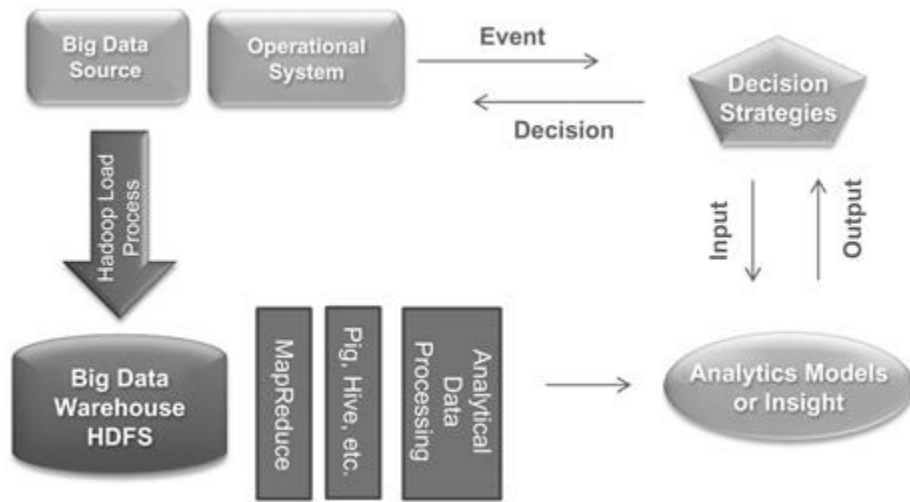 Big Data
Source
Operational
System
Event
Decision
Decision
Strategies
Hadoop Load
Process
Input
Output
Big Data
Warehouse
HDFS
MapReduce
Pig, Hive, etc.
Analytical
Data
Processing
Analytics Models
or Insight